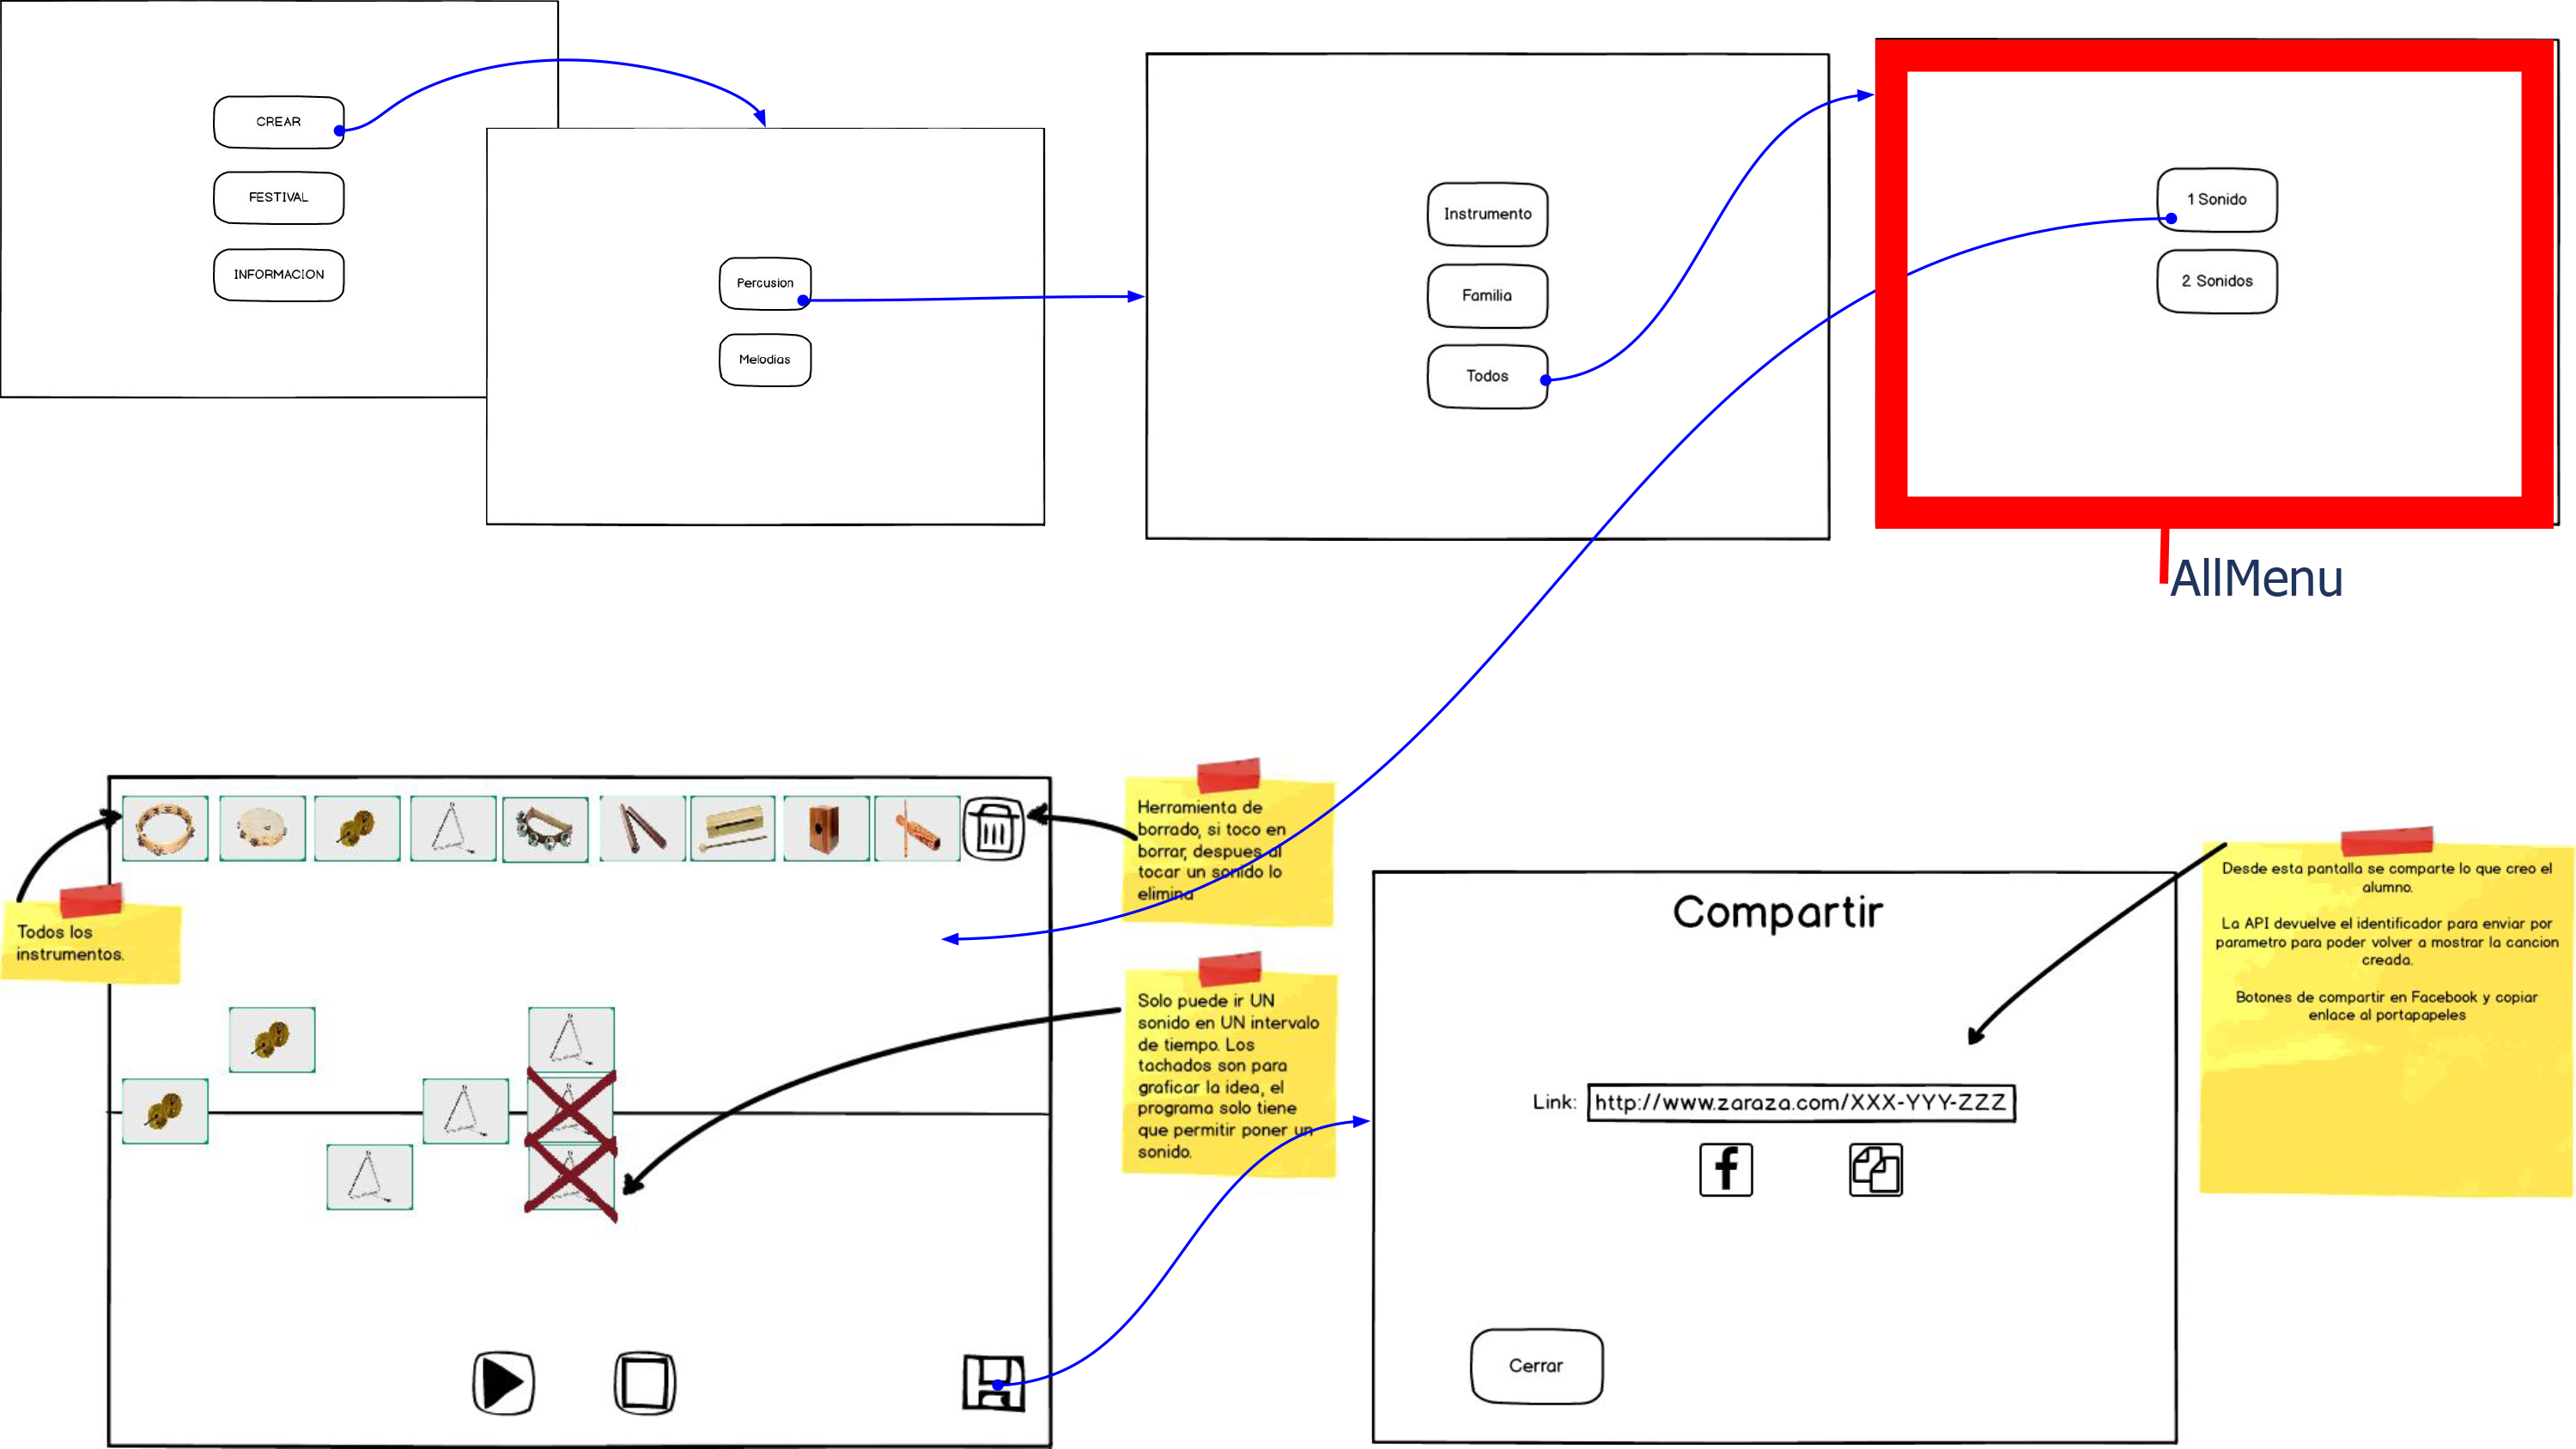 CREAR
FESTIVAL
INFORMACION
Percusion
Melodias
Instrumento
Familia
Todos
1 Sonido
2 Sonidos
AllMenu
Todos los
instrumentos.
Herramienta de
borrado, si toco en
borrar, despues al
tocar un sonido lo
elimina
Solo puede ir UN
sonido en UN intervalo
de tiempo. Los
tachados son para
graficar la idea, el
programa solo tiene
que permitir poner un
sonido.
Compartir
Link: http://www.zaraza.com/XXX-YYY-ZZZ
f
Cerrar
Desde esta pantalla se comparte lo que creo el
alumno.
La API devuelve el identificador para enviar por
parametro para poder volver a mostrar la cancion
creada.
Botones de compartir en Facebook y copiar
enlace al portapapeles